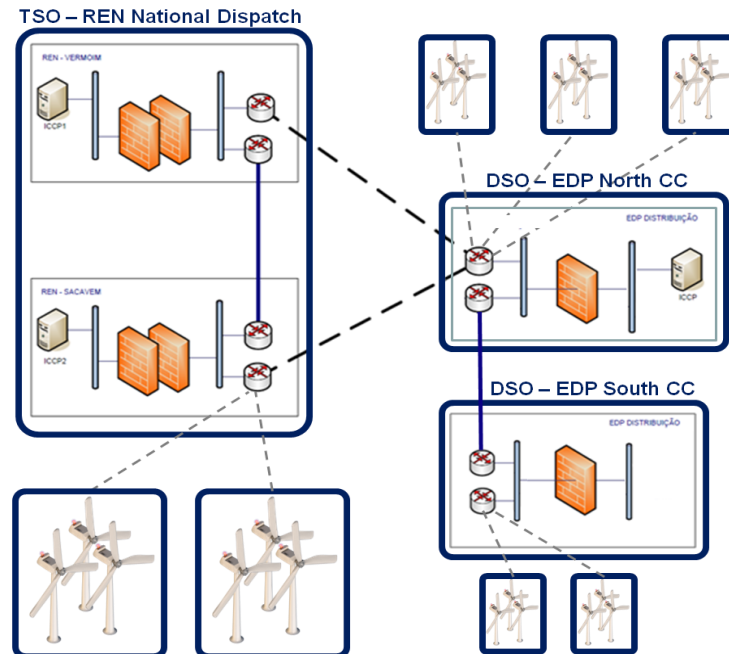 TSO – REN National Dispatch
REN - VERMOIM
ICCP1
REN - SACAVEM
ICCP2
DSO – EDP North CC
EDP DISTRIBUIÇÃO
ICCP
DSO – EDP South CC
EDP DISTRIBUIÇÃO